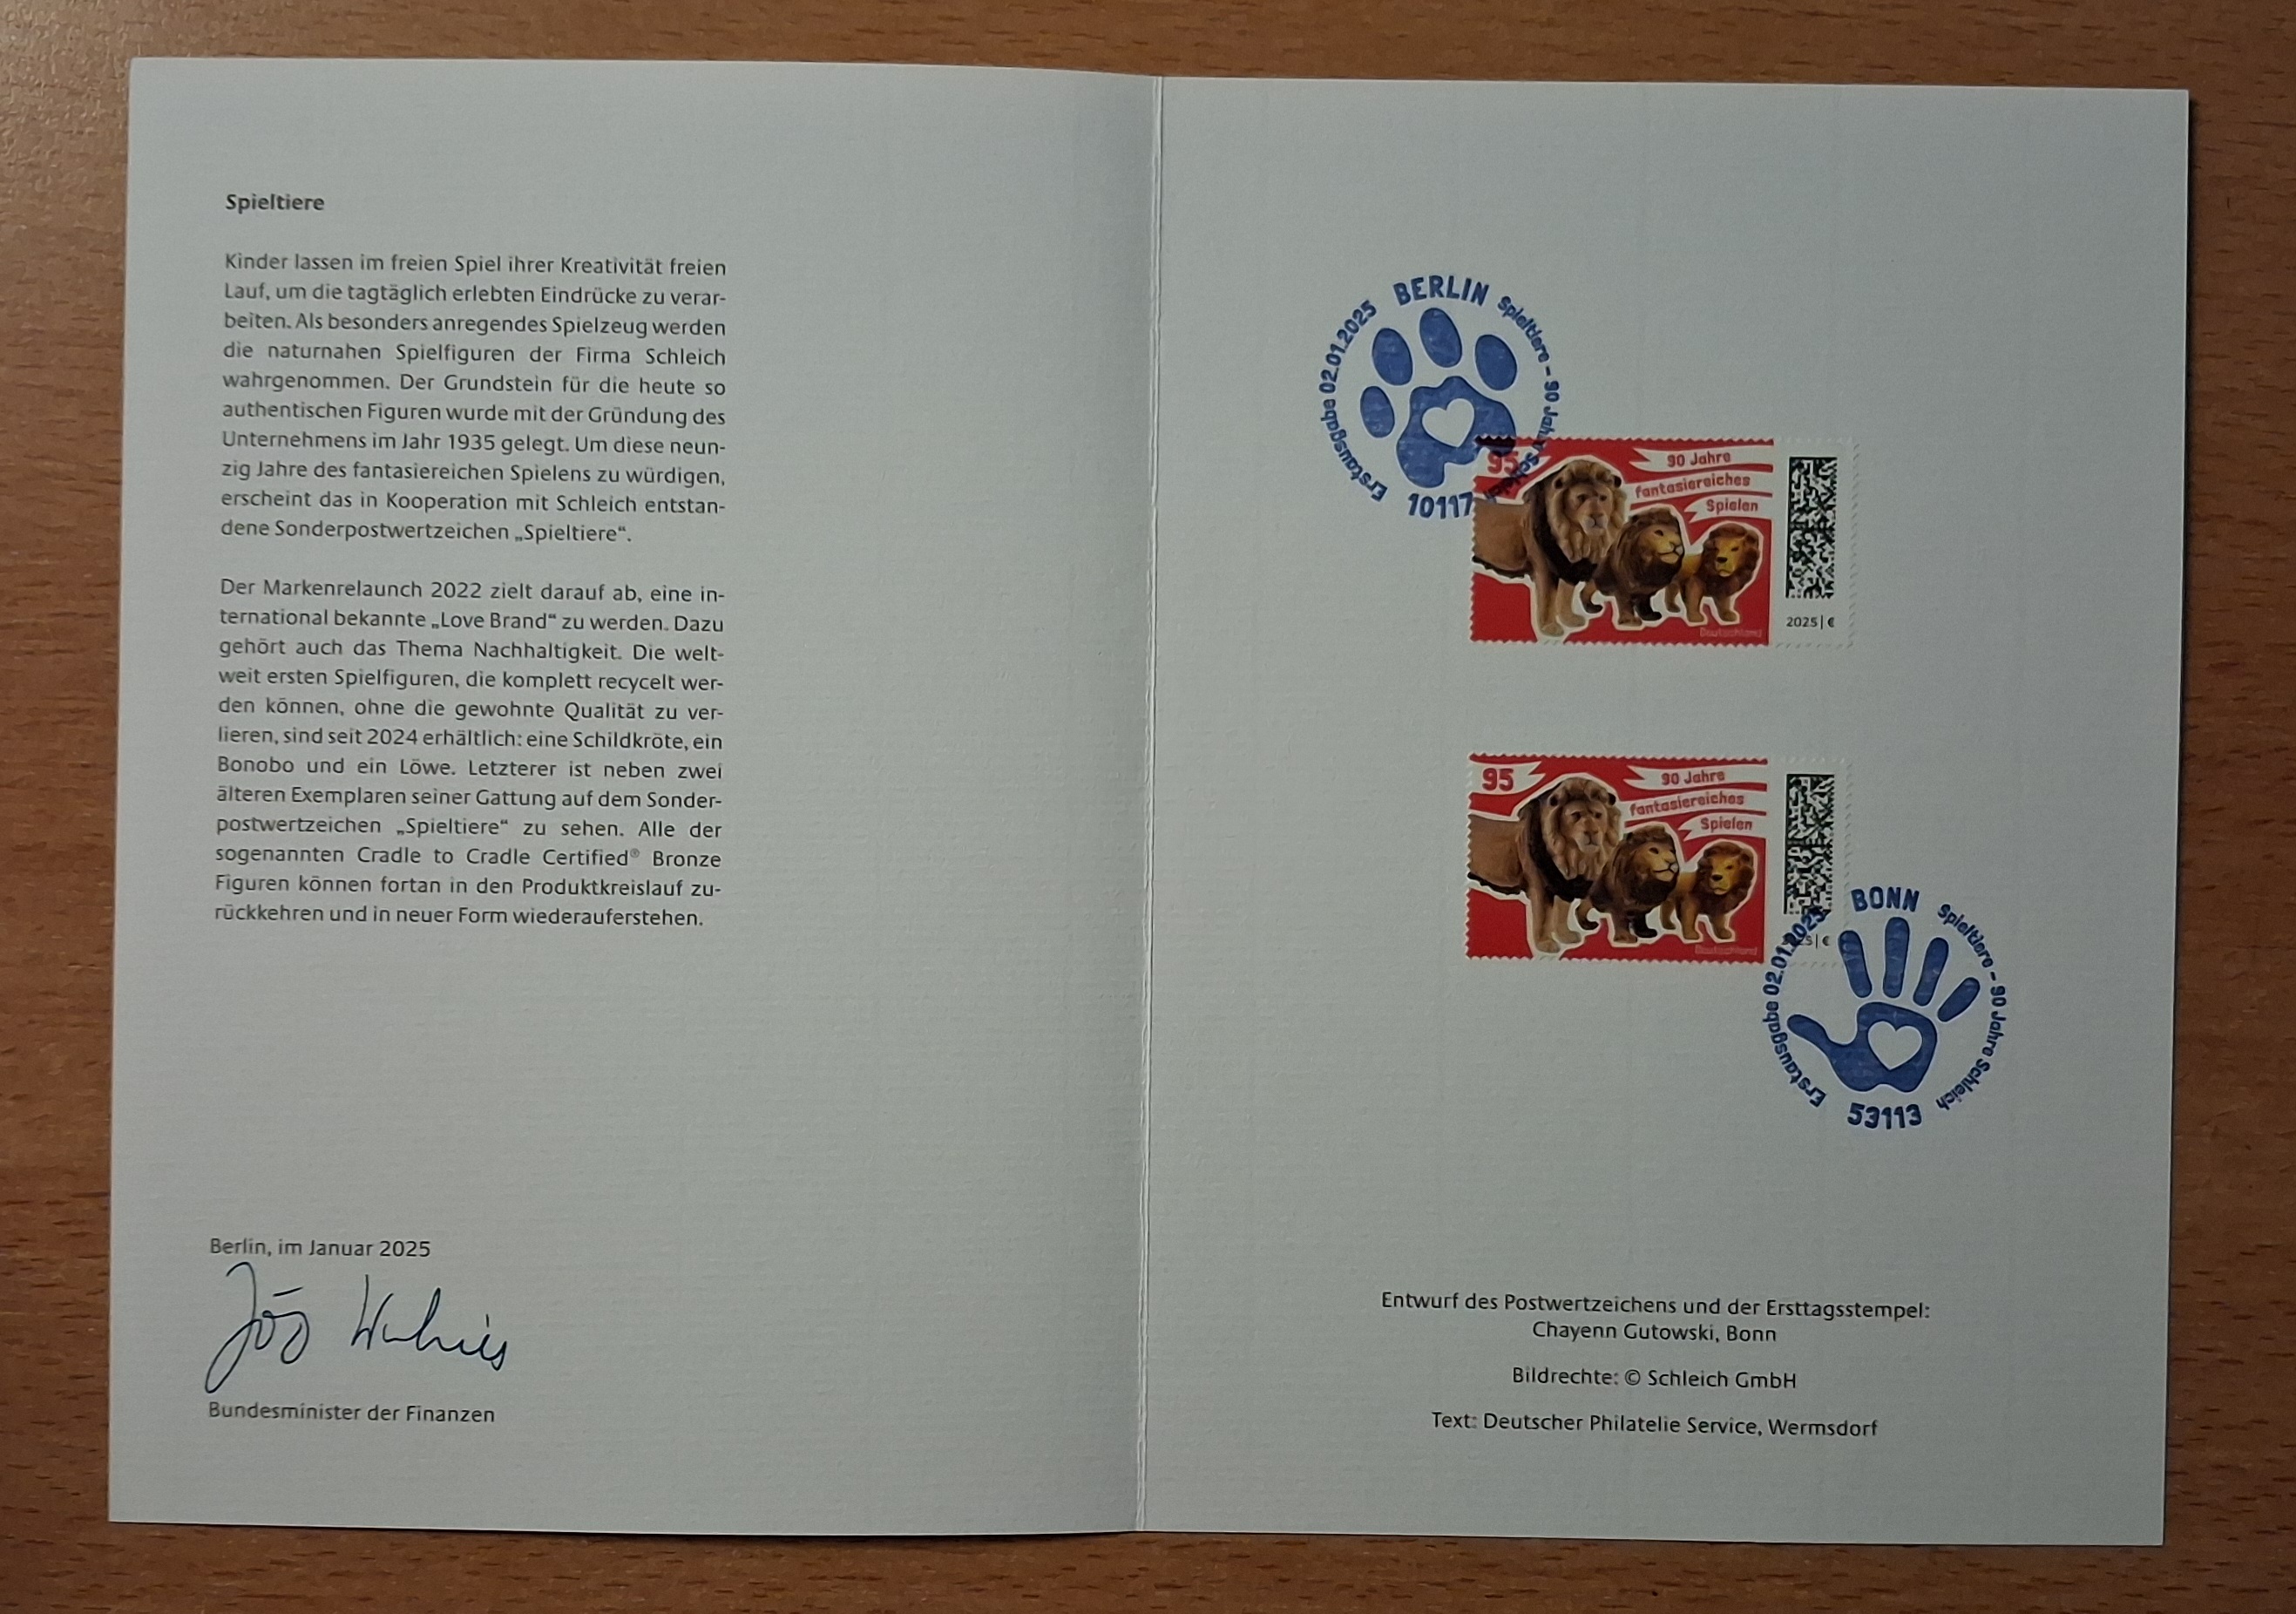 Spieltiere
Kinder lassen im freien Spiel ihrer Kreativität freien
Lauf, um die tagtäglich erlebten Eindrücke zu verar-
beiten. Als besonders anregendes Spielzeug werden
die naturnahen Spielfiguren der Firma Schleich
wahrgenommen. Der Grundstein für die heute so
authentischen Figuren wurde mit der Gründung des
Unternehmens im Jahr 1935 gelegt. Um diese neun-
zig Jahre des fantasiereichen Spielens zu würdigen,
erscheint das in Kooperation mit Schleich entstan-
dene Sonderpostwertzeichen „Spieltiere“.
Der Markenrelaunch 2022 zielt darauf ab, eine in-
ternational bekannte „Love Brand“ zu werden. Dazu
gehört auch das Thema Nachhaltigkeit. Die welt-
weit ersten Spielfiguren, die komplett recycelt wer-
den können, ohne die gewohnte Qualität zu ver-
lieren, sind seit 2024 erhältlich: eine Schildkröte, ein
Bonobo und ein Löwe. Letzterer ist neben zwei
älteren Exemplaren seiner Gattung auf dem Sonder-
postwertzeichen „Spieltiere“ zu sehen. Alle der
sogenannten Cradle to Cradle Certified® Bronze
Figuren können fortan in den Produktkreislauf zu-
rückkehren und in neuer Form wiederauferstehen.
Berlin, im Januar 2025
Bundesminister der Finanzen
BERLIN
Erstausgabe 02.01.2025
Spieltiere – 90 Jahre Schleich
10117
95
90 Jahre
fantasiereiches
Spielen
Deutschland
2025 | €
95
90 Jahre
fantasiereiches
Spielen
Deutschland
BONN
Erstausgabe 02.01.2025
Spieltiere – 90 Jahre Schleich
53113
Entwurf des Postwertzeichens und der Ersttagsstempel:
Chayenn Gutowski, Bonn
Bildrechte: © Schleich GmbH
Text: Deutscher Philatelie Service, Wermsdorf